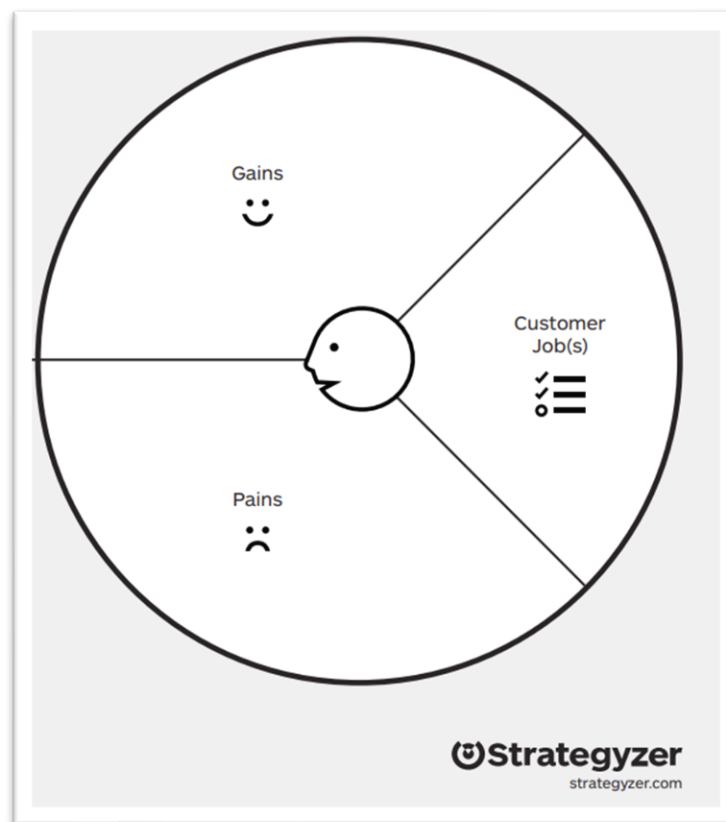 Gains
Customer
Job(s)
Pains
Strategyzer
strategyzer.com